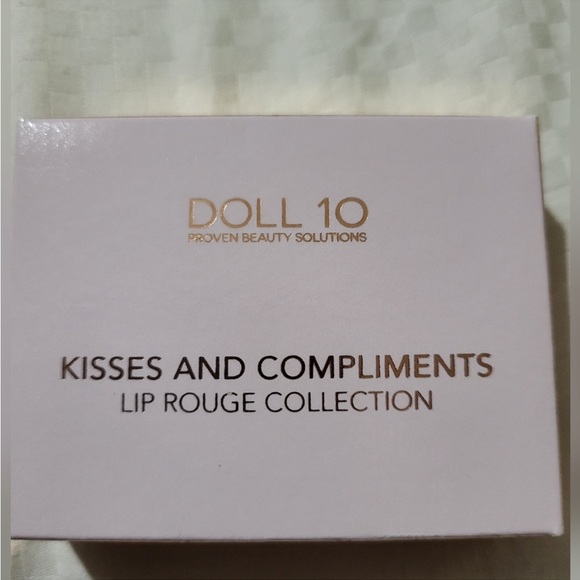 DOLL 10
PROVEN BEAUTY SOLUTIONS
KISSES AND COMPLIMENTS
LIP ROUGE COLLECTION